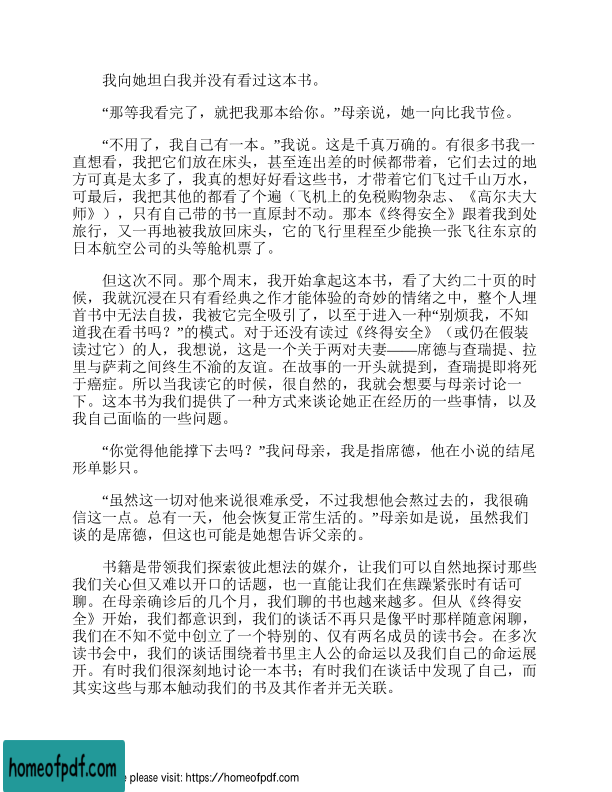 我向她坦白我并没有看过这本书。
“那等我看完了，就把我那本给你。”母亲说，她一向比我节俭。
“不用了，我自己有一本。”我说。这是千真万确的。有很多书我一
直想看，我把它们放在床头，甚至连出差的时候都带着，它们去过的地
方可真是太多了，我真的想好好看这些书，才带着它们飞过千山万水，
可最后，我把其他的都看了个遍（飞机上的免税购物杂志、《高尔夫大
师》），只有自己带的书一直原封不动。那本《终得安全》跟着我到处
旅行，又一再地被我放回床头，它的飞行里程至少能换一张飞往东京的
日本航空公司的头等舱机票了。
但这次不同。那个周末，我开始拿起这本书，看了大约二十页的时
候，我就沉浸在只有看经典之作才能体验的奇妙的情绪之中，整个人埋
首书中无法自拔，我被它完全吸引了，以至于进入一种“别烦我，不知
道我在看书吗？”的模式。对于还没有读过《终得安全》（或仍在假装
读过它）的人，我想说，这是一个关于两对夫妻——席德与查瑞提、拉
里与萨莉之间终生不渝的友谊。在故事的一开头就提到，查瑞提即将死
于癌症。所以当我读它的时候，很自然的，我就会想要与母亲讨论一
下。这本书为我们提供了一种方式来谈论她正在经历的一些事情，以及
我自己面临的一些问题。
“你觉得他能撑下去吗？”我问母亲，我是指席德，他在小说的结尾
形单影只。
“虽然这一切对他来说很难承受，不过我想他会熬过去的，我很确
信这一点。总有一天，他会恢复正常生活的。”母亲如是说，虽然我们
谈的是席德，但这也可能是她想告诉父亲的。
书籍是带领我们探索彼此想法的媒介，让我们可以自然地探讨那些
我们关心但又难以开口的话题，也一直能让我们在焦躁紧张时有话可
聊。在母亲确诊后的几个月，我们聊的书也越来越多。但从《终得安
全》开始，我们都意识到，我们的谈话不再只是像平时那样随意闲聊，
我们在不知不觉中创立了一个特别的、仅有两名成员的读书会。在多次
读书会中，我们的谈话围绕着书里主人公的命运以及我们自己的命运展
开。有时我们很深刻地讨论一本书；有时我们在谈话中发现了自己，而
其实这些与那本触动我们的书及其作者并无关联。
homeofpdf.com
e please visit: https://homeofpdf.com